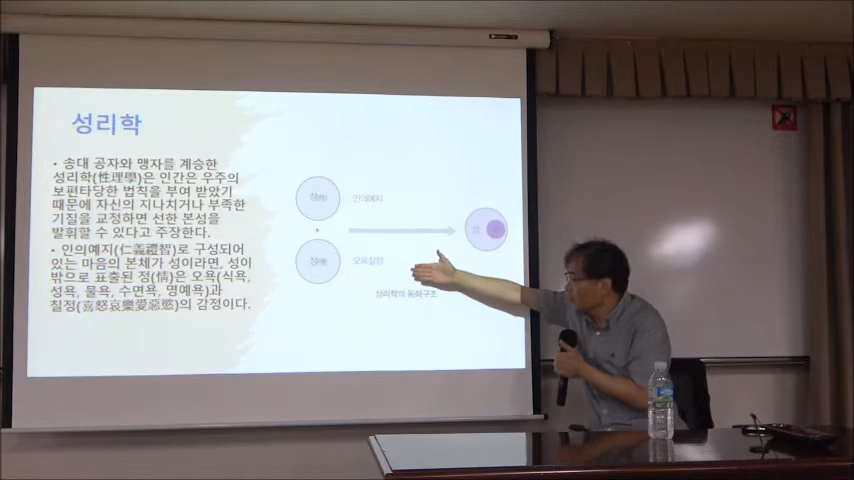 성리학
• 송대 공자와 맹자를 계승한
성리학(性理學)은 인간은 우주의
보편타당한 법칙을 부여 받았기
때문에 자신의 지나치거나 부족한
기질을 교정하면 선한 본성을
발휘할 수 있다고 주장한다.
• 인의예지(仁義禮智)로 구성되어
있는 마음의 본체가 성이라면, 성이
밖으로 표출된 정(情)은 오욕(식욕,
성욕, 물욕, 수면욕, 명예욕)과
칠정(喜怒哀樂愛惡慾)의 감정이다.
성(性)
인의예지
+
정(情)
오욕칠정
성리학의 동화구조